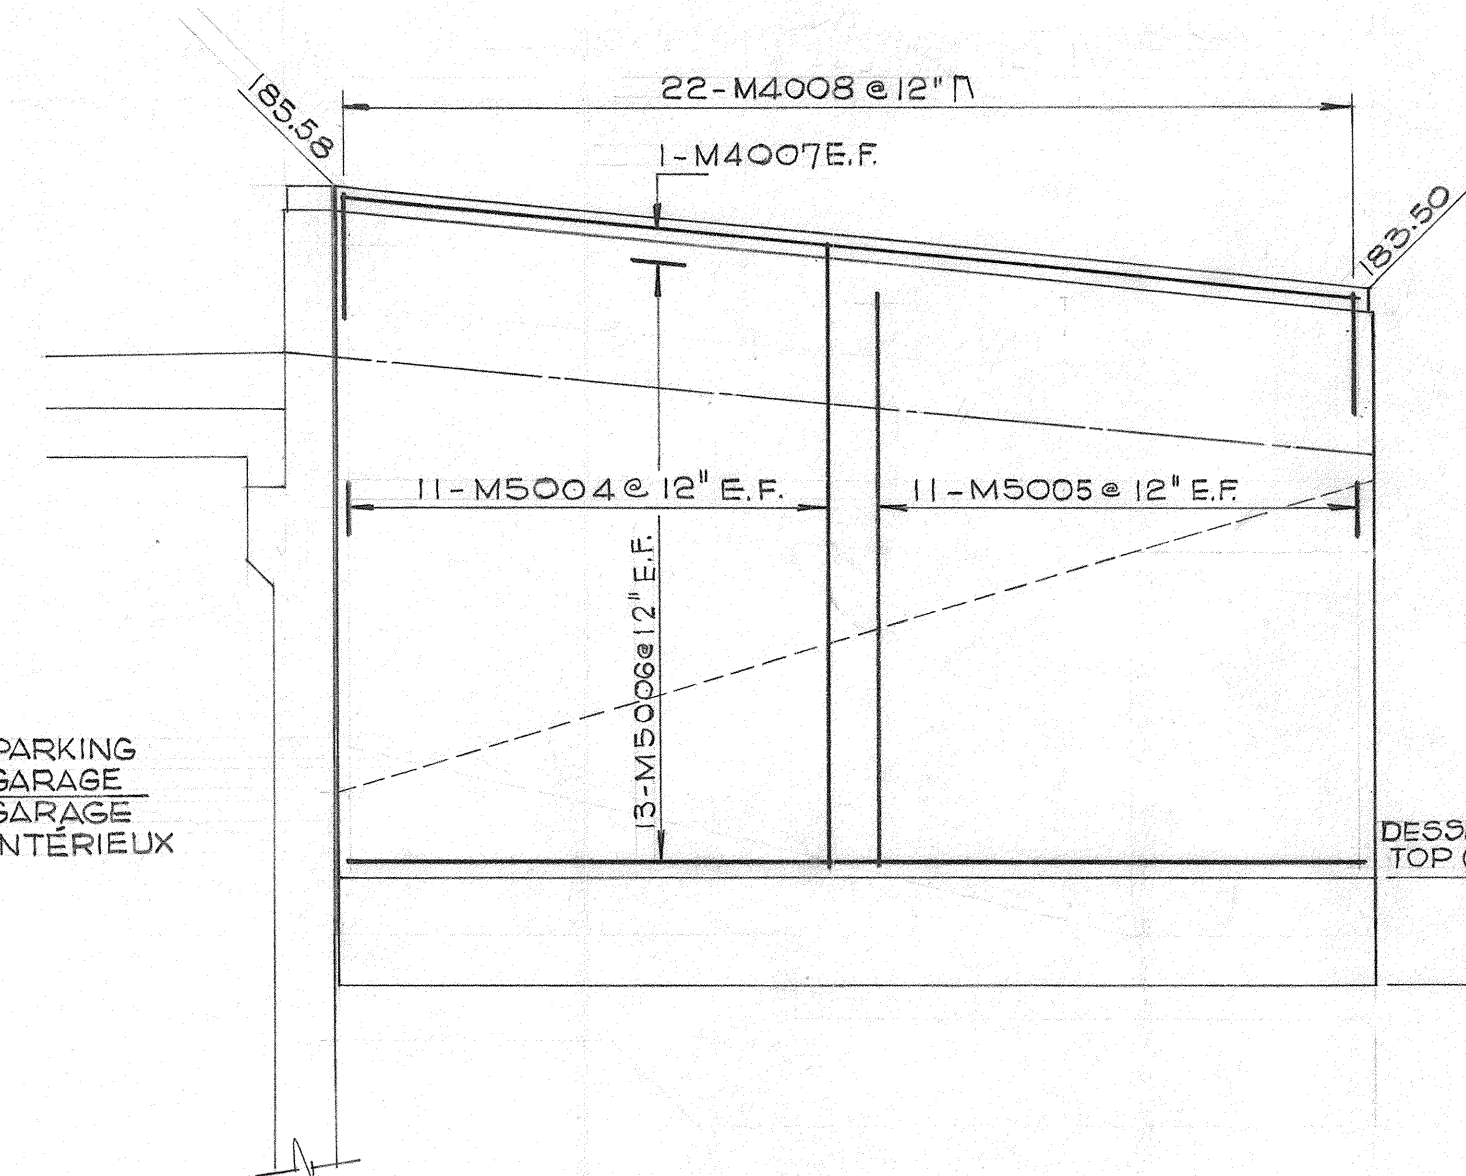 22-M4008 @ 12" ⊓
185.58
1-M4007 E.F.
183.50
11-M5004 @ 12" E.F.
11-M5005 @ 12" E.F.
13-M5006@12" E.F.
PARKING
GARAGE
GARAGE
NTÉRIEUX
TOP